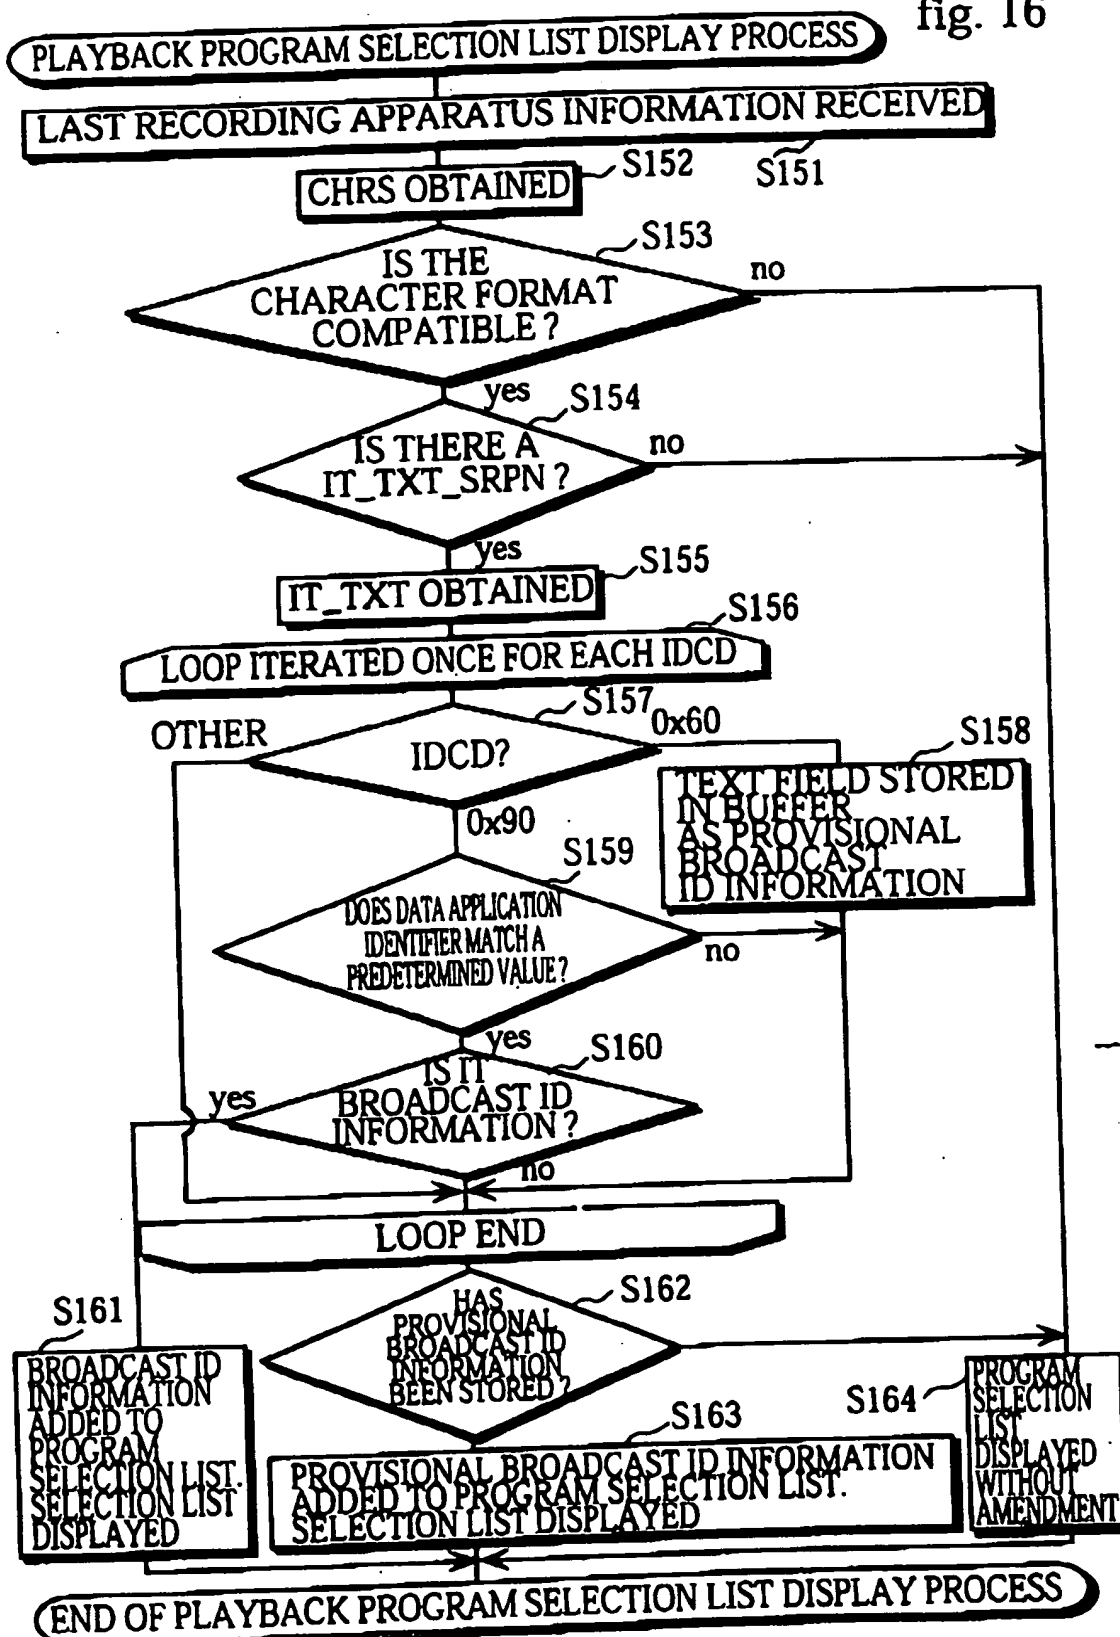 fig. 16
PLAYBACK PROGRAM SELECTION LIST DISPLAY PROCESS
LAST RECORDING APPARATUS INFORMATION RECEIVED
S151
CHRS OBTAINED
S152
S153
IS THE
CHARACTER FORMAT
COMPATIBLE ?
no
yes
S154
IS THERE A
IT_TXT_SRPN ?
no
yes
S155
IT_TXT OBTAINED
S156
LOOP ITERATED ONCE FOR EACH IDCD
S157
OTHER
IDCD?
0x60
0x90
S158
TEXT FIELD STORED
IN BUFFER
AS PROVISIONAL
BROADCAST
ID INFORMATION
S159
DOES DATA APPLICATION
IDENTIFIER MATCH A
PREDETERMINED VALUE ?
no
yes
S160
IS IT
BROADCAST ID
INFORMATION ?
yes
no
LOOP END
S162
HAS
PROVISIONAL
BROADCAST ID
INFORMATION
BEEN STORED ?
S161
BROADCAST ID
INFORMATION
ADDED TO
PROGRAM
SELECTION LIST.
SELECTION LIST
DISPLAYED
S163
PROVISIONAL BROADCAST ID INFORMATION
ADDED TO PROGRAM SELECTION LIST.
SELECTION LIST DISPLAYED
S164
PROGRAM
SELECTION
LIST
DISPLAYED
WITHOUT
AMENDMENT
END OF PLAYBACK PROGRAM SELECTION LIST DISPLAY PROCESS